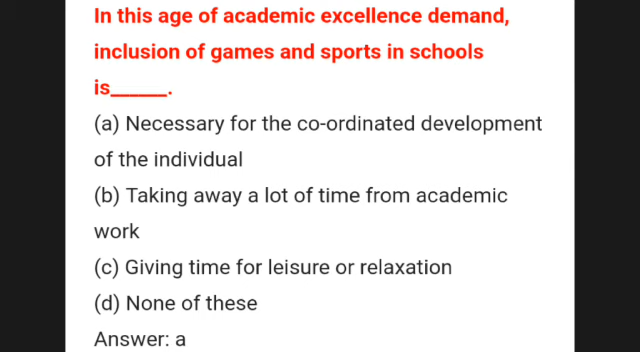 In this age of academic excellence demand,
inclusion of games and sports in schools
is______.
(a) Necessary for the co-ordinated development
of the individual
(b) Taking away a lot of time from academic
work
(c) Giving time for leisure or relaxation
(d) None of these
Answer: a